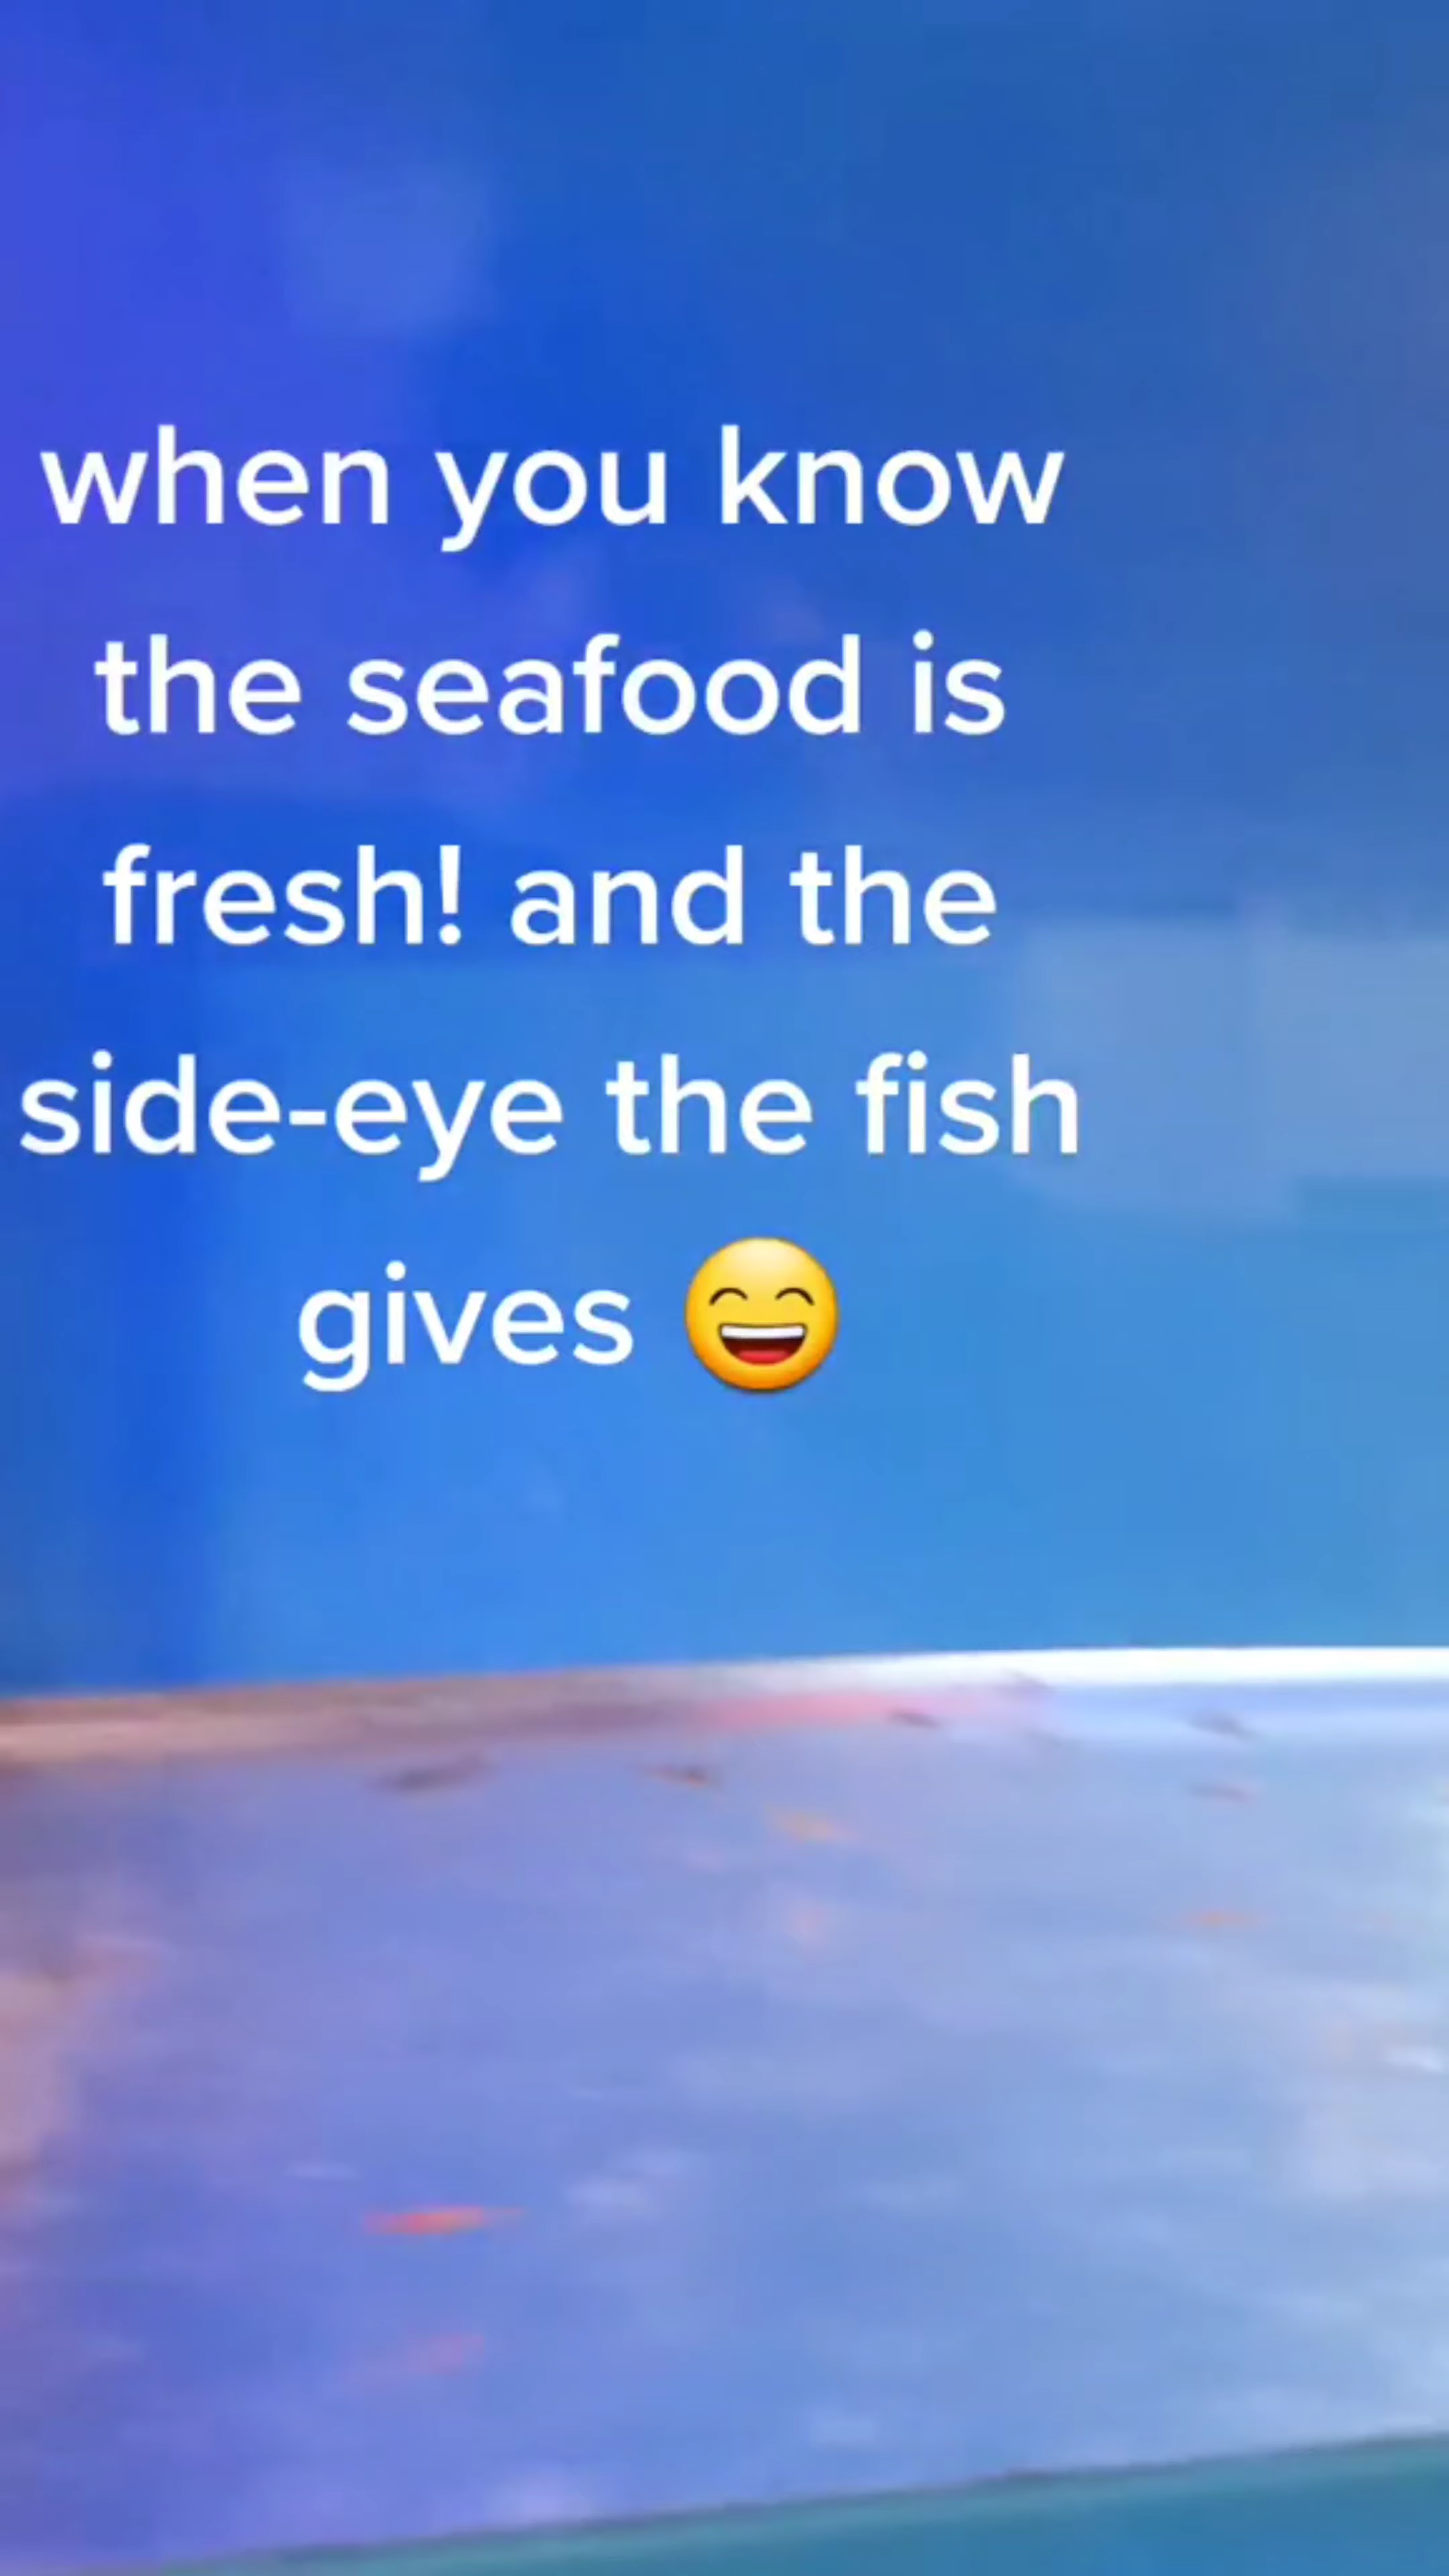 when you know
the seafood is
fresh! and the
side-eye the fish
gives 😄